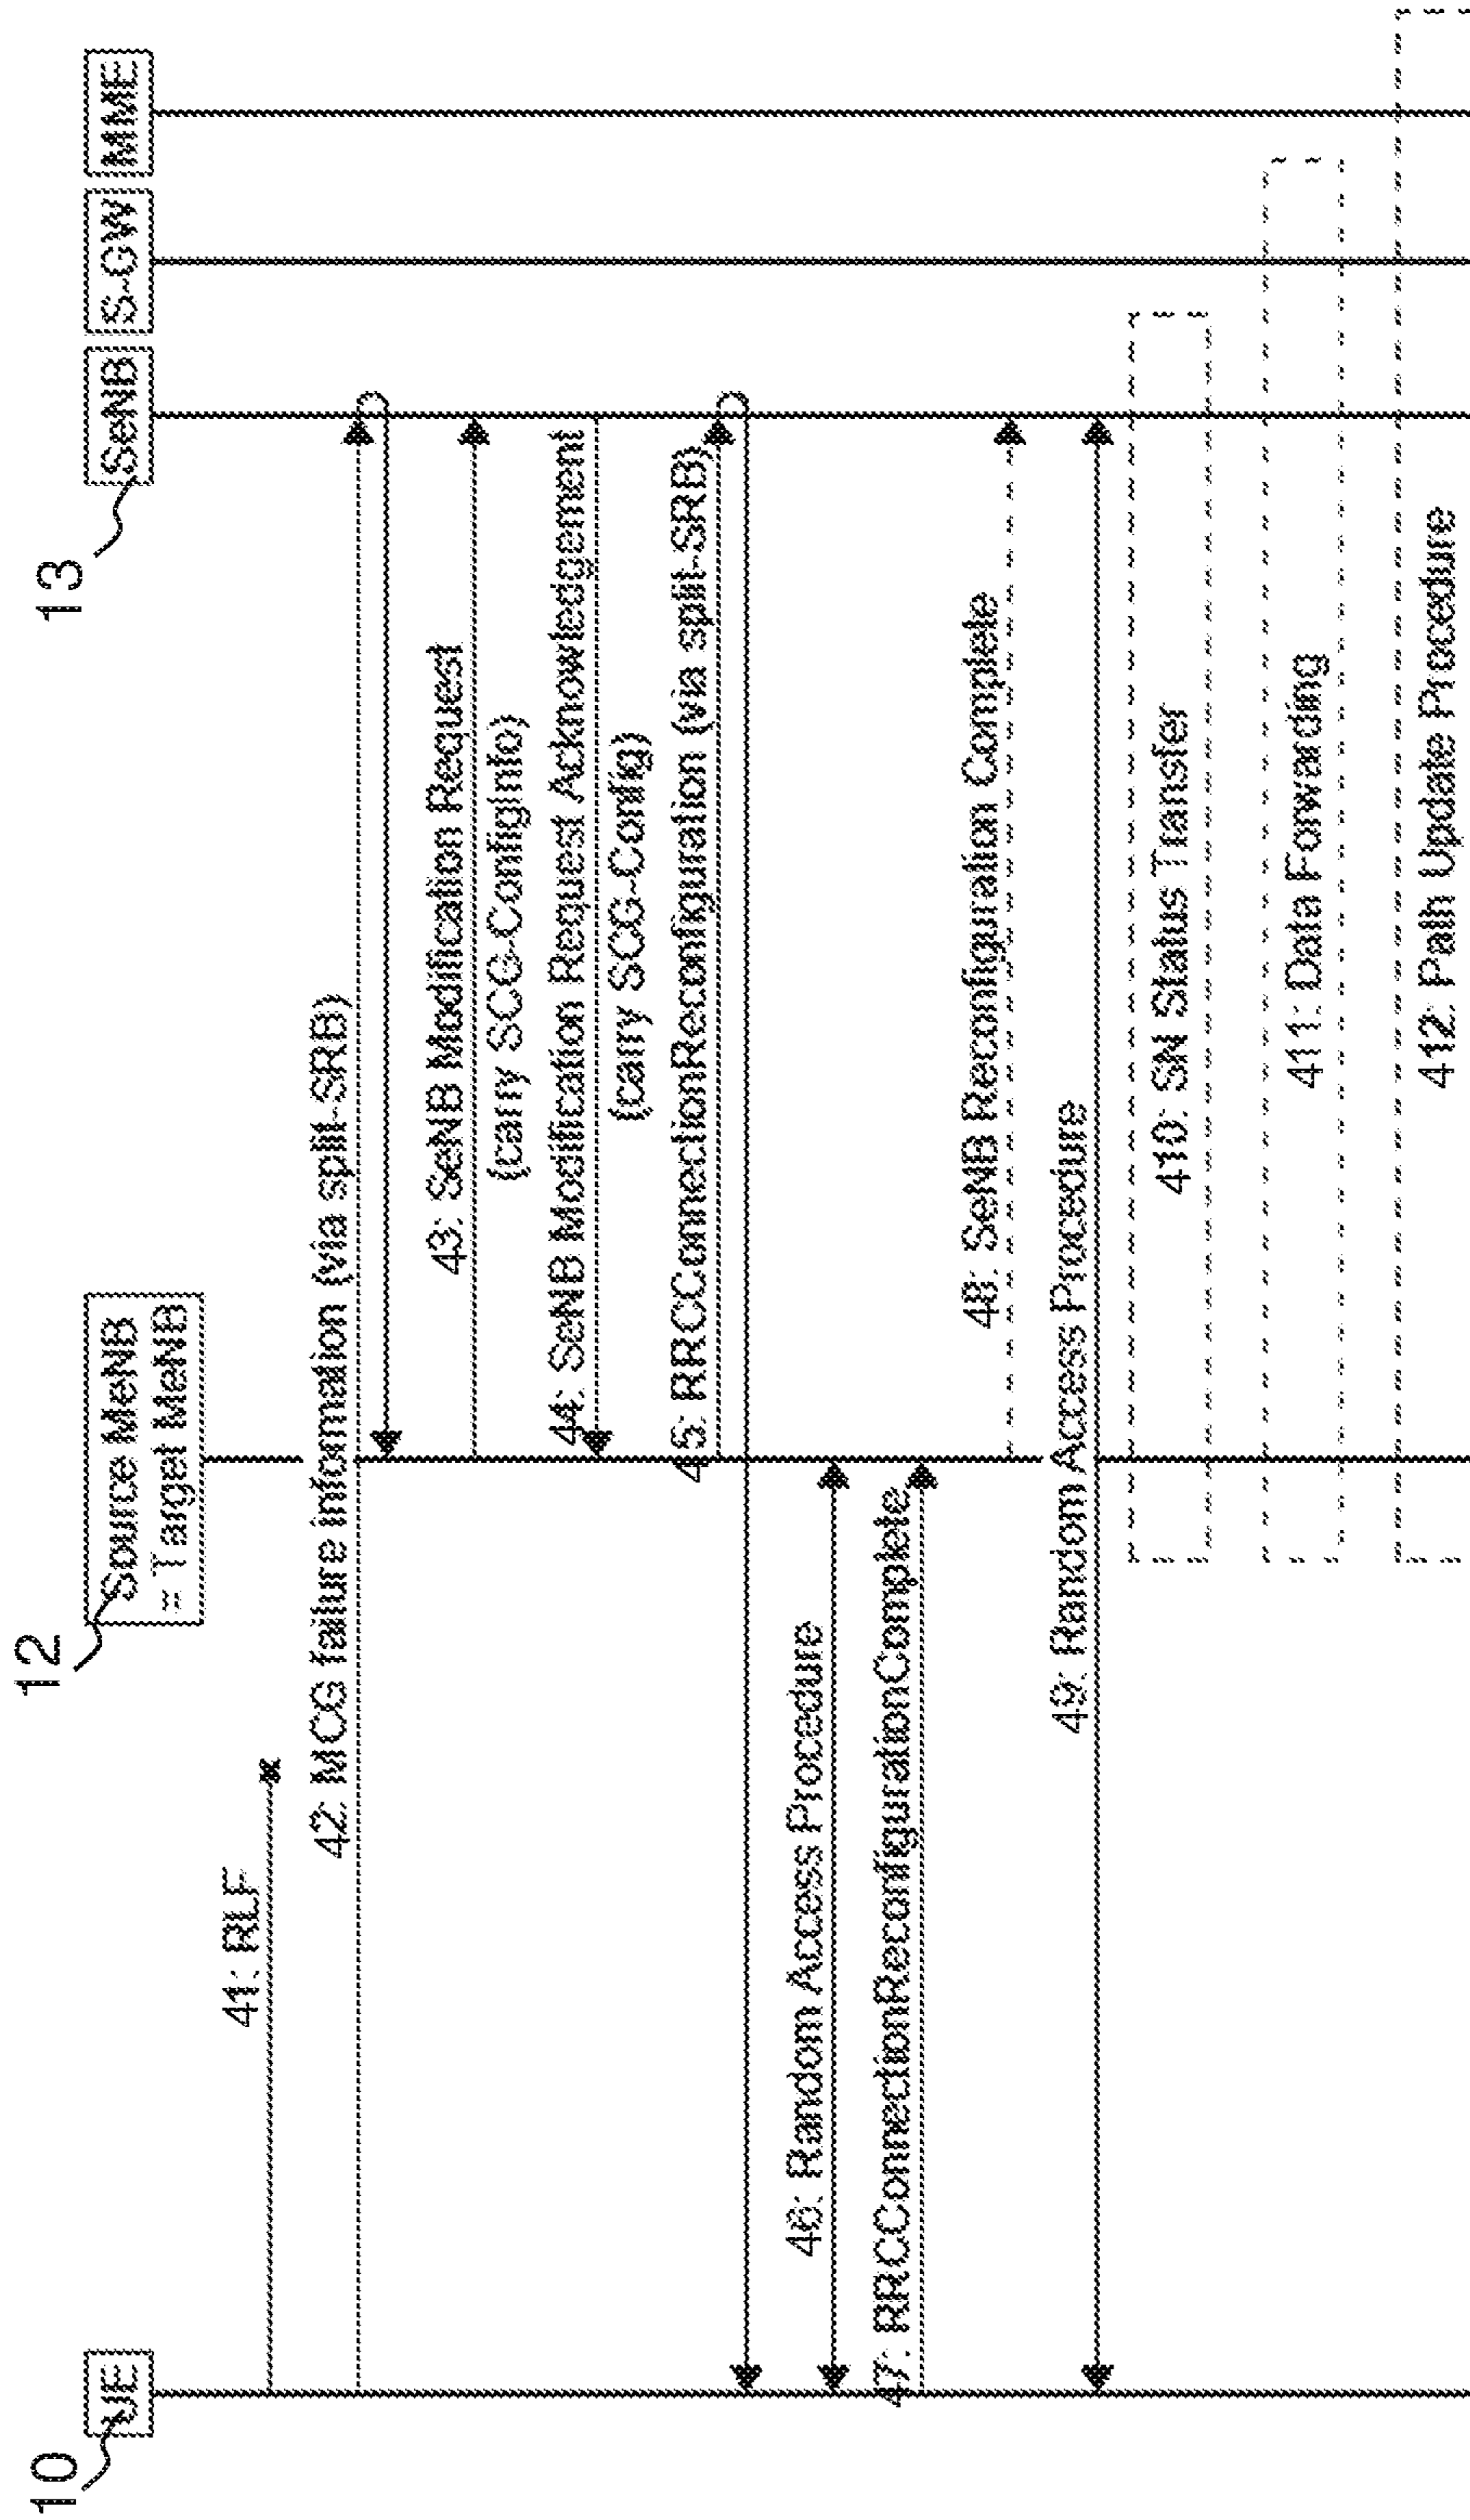 10
UE
12
Source MeNB
= Target MeNB
13
SeNB
S-GW
MME
41: RLF
42: MCG failure information (via split-SRB)
43: SeNB Modification Request
(carry SCG-ConfigInfo)
44: SeNB Modification Request Acknowledgement
(carry SCG-Config)
45: RRCConnectionReconfiguration (via split-SRB)
46: Random Access Procedure
47: RRCConnectionReconfigurationComplete
48: SeNB Reconfiguration Complete
49: Random Access Procedure
410: SN Status Transfer
411: Data Forwarding
412: Path Update Procedure